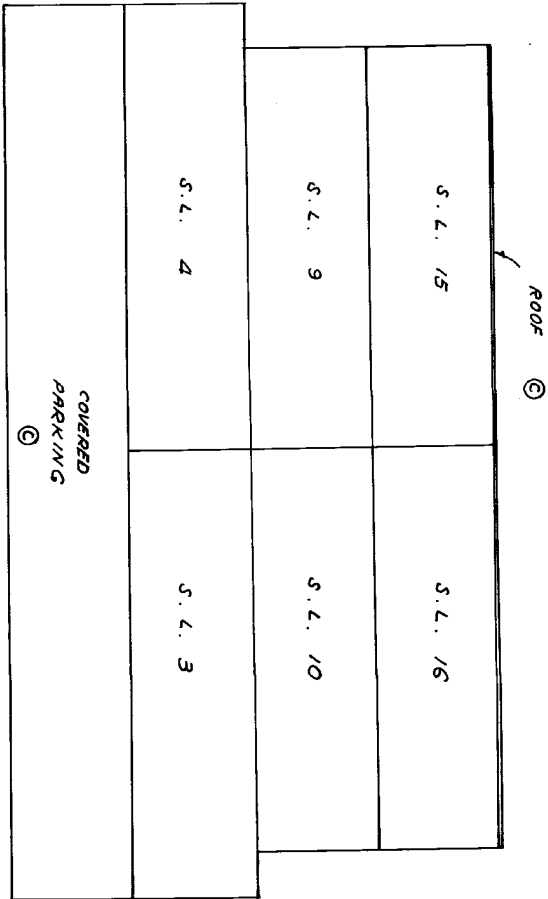 ROOF ©
S.L. 15
S.L. 16
S.L. 9
S.L. 10
S.L. 4
S.L. 3
COVERED
PARKING
©